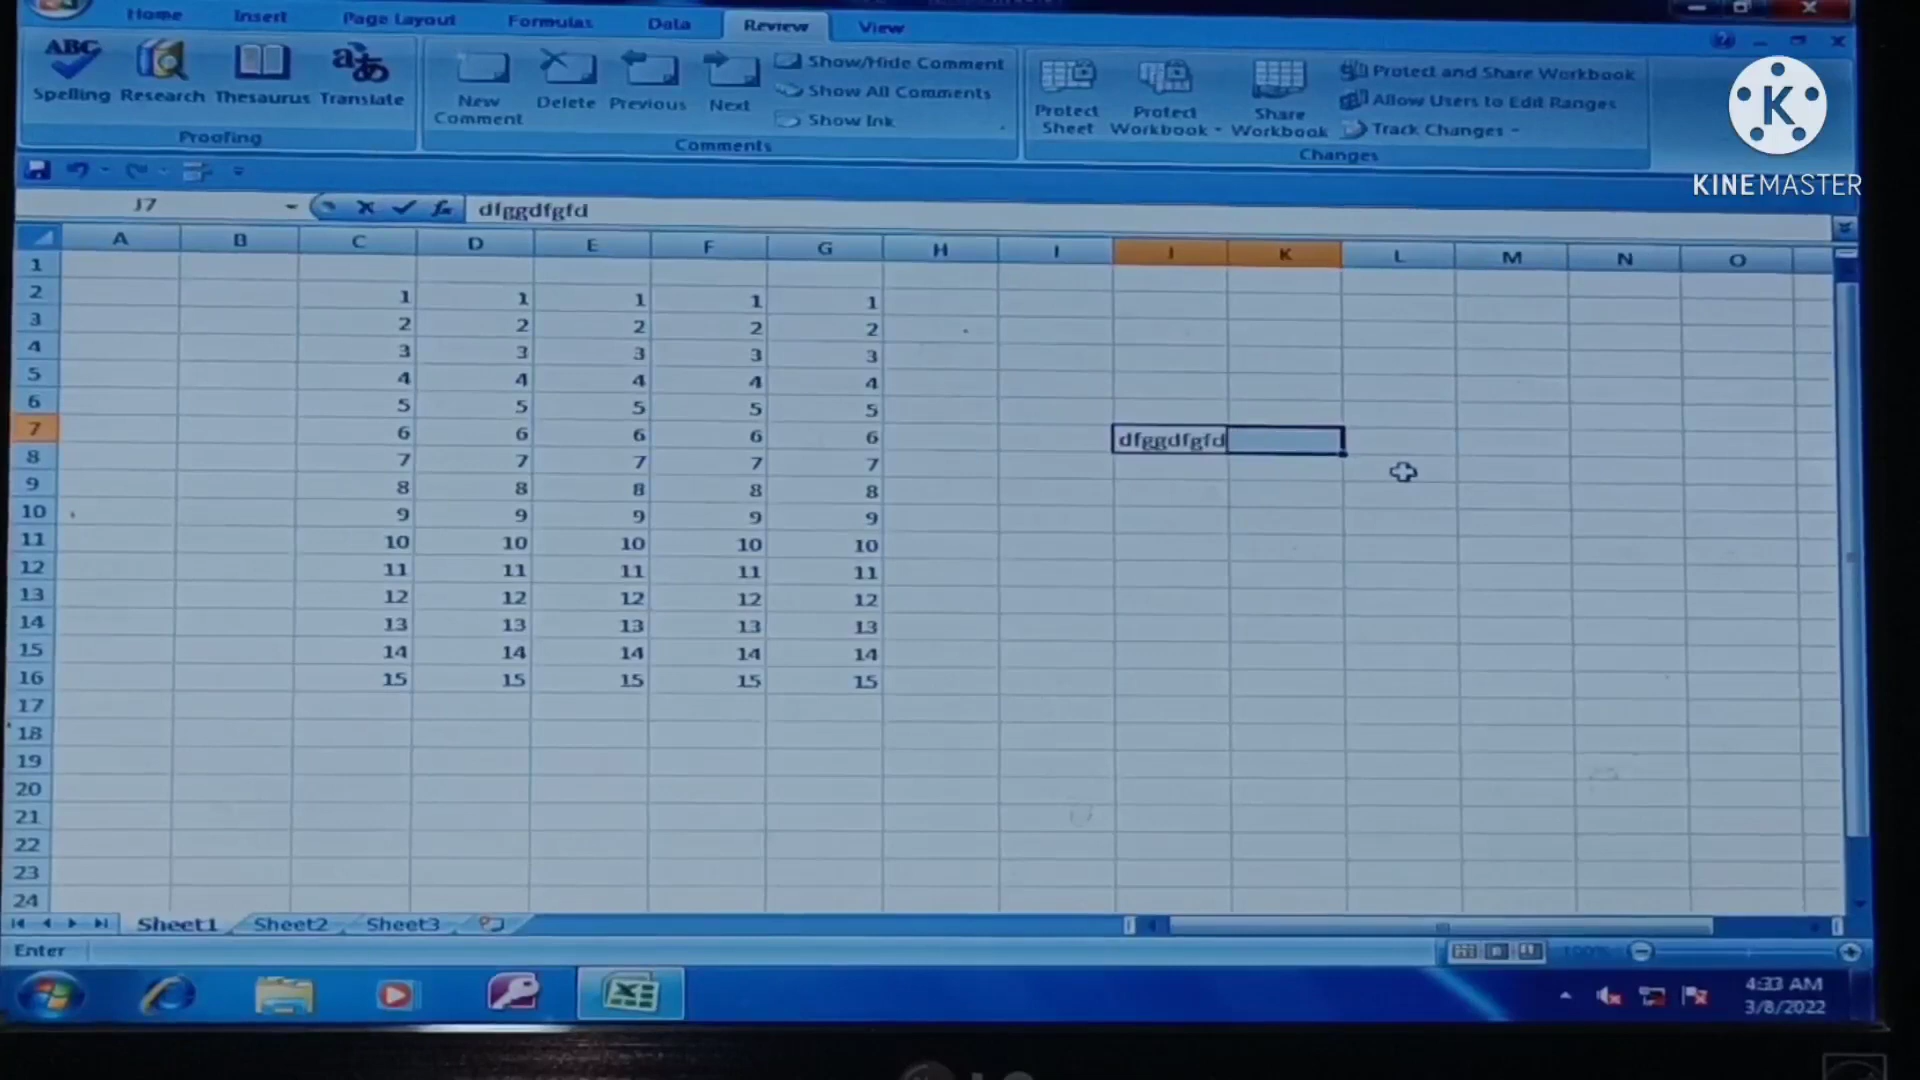 Home Insert Page Layout Formulas Data Review View
ABC
Spelling Research Thesaurus Translate
Proofing
New Comment Delete Previous Next
Show/Hide Comment
Show All Comments
Show Ink
Comments
Protect Sheet Protect Workbook Share Workbook
Protect and Share Workbook
Allow Users to Edit Ranges
Track Changes
Changes
K
KINEMASTER
J7 fx dfggdfgfd
A B C D E F G H I J K L M N O
1
2 1 1 1 1 1
3 2 2 2 2 2
4 3 3 3 3 3
5 4 4 4 4 4
6 5 5 5 5 5
7 6 6 6 6 6 dfggdfgfd
8 7 7 7 7 7
9 8 8 8 8 8
10 9 9 9 9 9
11 10 10 10 10 10
12 11 11 11 11 11
13 12 12 12 12 12
14 13 13 13 13 13
15 14 14 14 14 14
16 15 15 15 15 15
17
18
19
20
21
22
23
24
Sheet1 Sheet2 Sheet3
Enter 100%
4:33 AM
3/8/2022